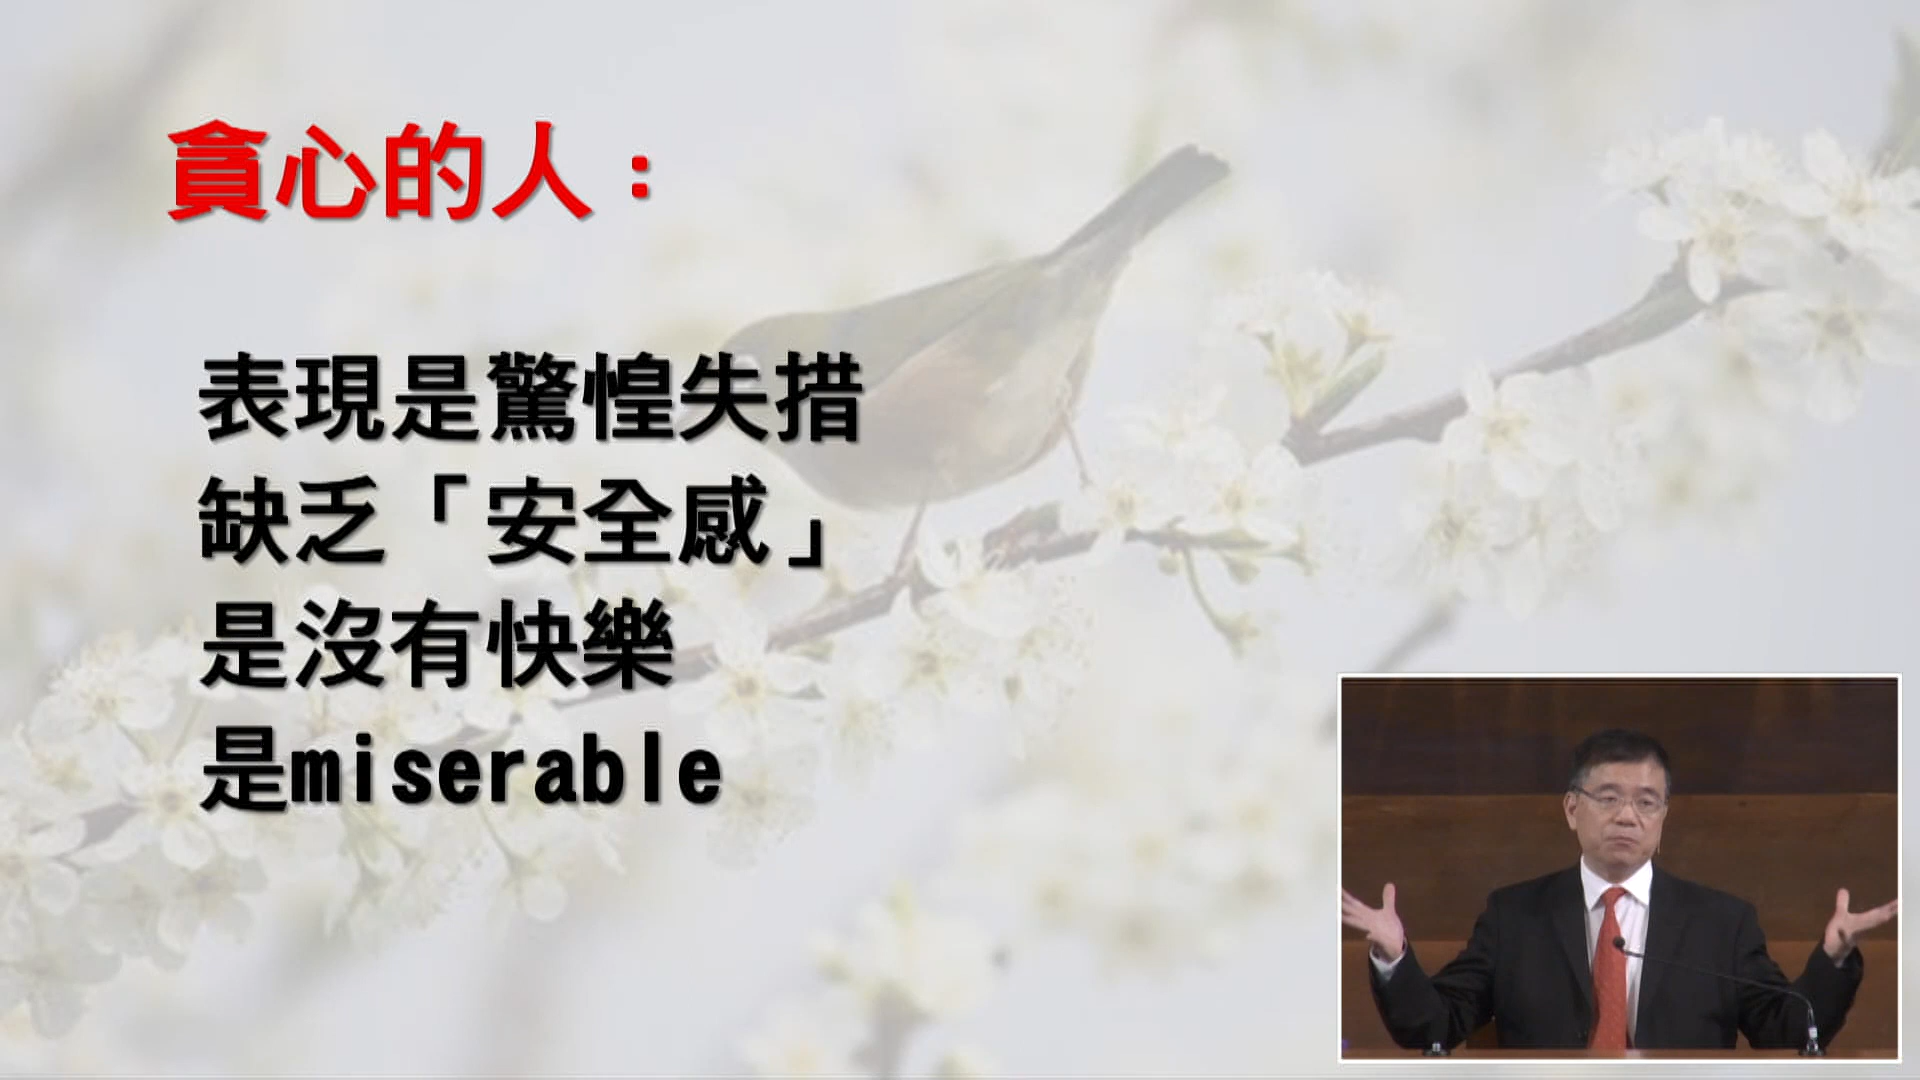 貪心的人：
表現是驚惶失措
缺乏「安全感」
是沒有快樂
是miserable